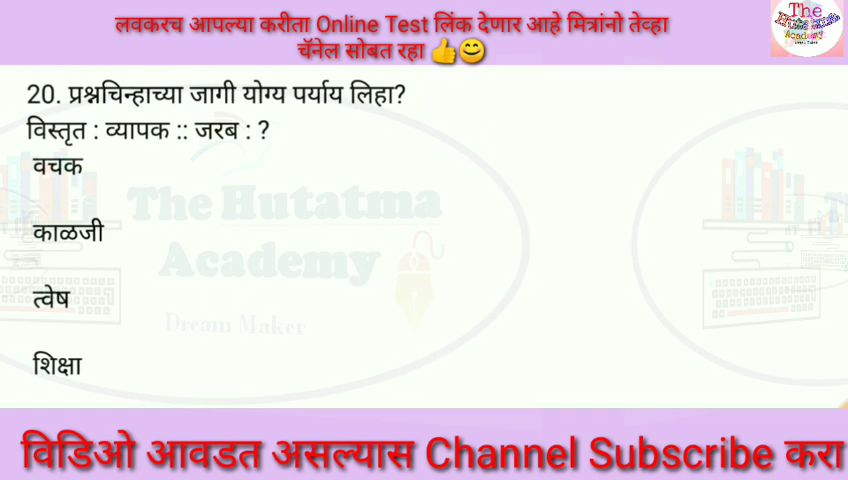 लवकरच आपल्या करीता Online Test लिंक देणार आहे मित्रांनो तेव्हा
चॅनेल सोबत रहा 👍😊
The
Hutatma
Academy
20. प्रश्नचिन्हाच्या जागी योग्य पर्याय लिहा?
विस्तृत : व्यापक :: जरब : ?
वचक
The Hutatma
काळजी
Academy
त्वेष
Dream Maker
शिक्षा
विडिओ आवडत असल्यास Channel Subscribe करा